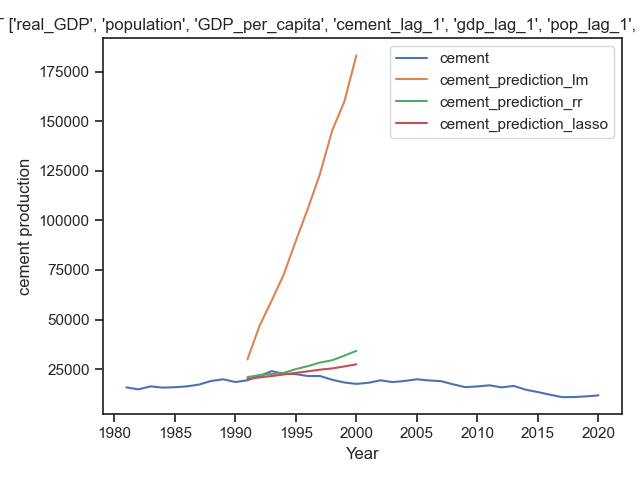 T ['real_GDP', 'population', 'GDP_per_capita', 'cement_lag_1', 'gdp_lag_1', 'pop_lag_1',
cement
cement_prediction_lm
cement_prediction_rr
cement_prediction_lasso
175000
150000
125000
100000
75000
50000
25000
cement production
1980 1985 1990 1995 2000 2005 2010 2015 2020
Year